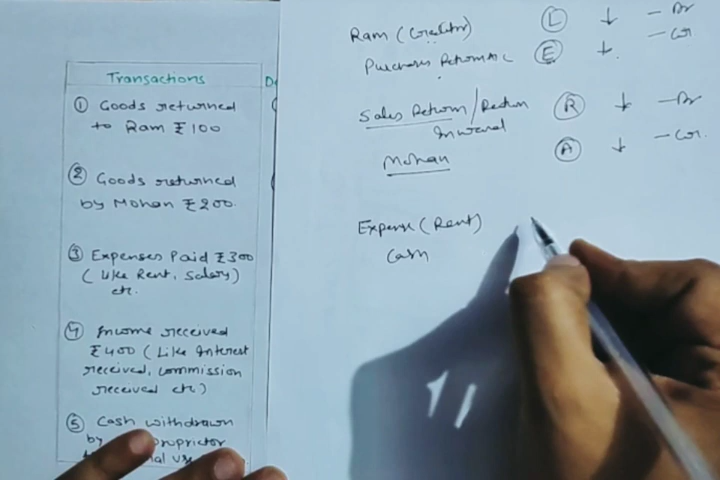 Transactions
① Goods returned
to Ram ₹100
② Goods returned
by Mohan ₹200.
③ Expenses Paid ₹300
(Like Rent, Salary)
etc.
④ Income received
₹400 (Like Interest
received, commission
received etc)
⑤ Cash withdrawn
by proprietor
Ram (Creditor) Ⓛ ↓ – Dr
Purchases Return A/c Ⓔ ↓ – Cr
Sales Return / Return Ⓡ ↓ – Dr
Inward
Mohan Ⓐ ↓ – Cr.
Expense (Rent)
Cash